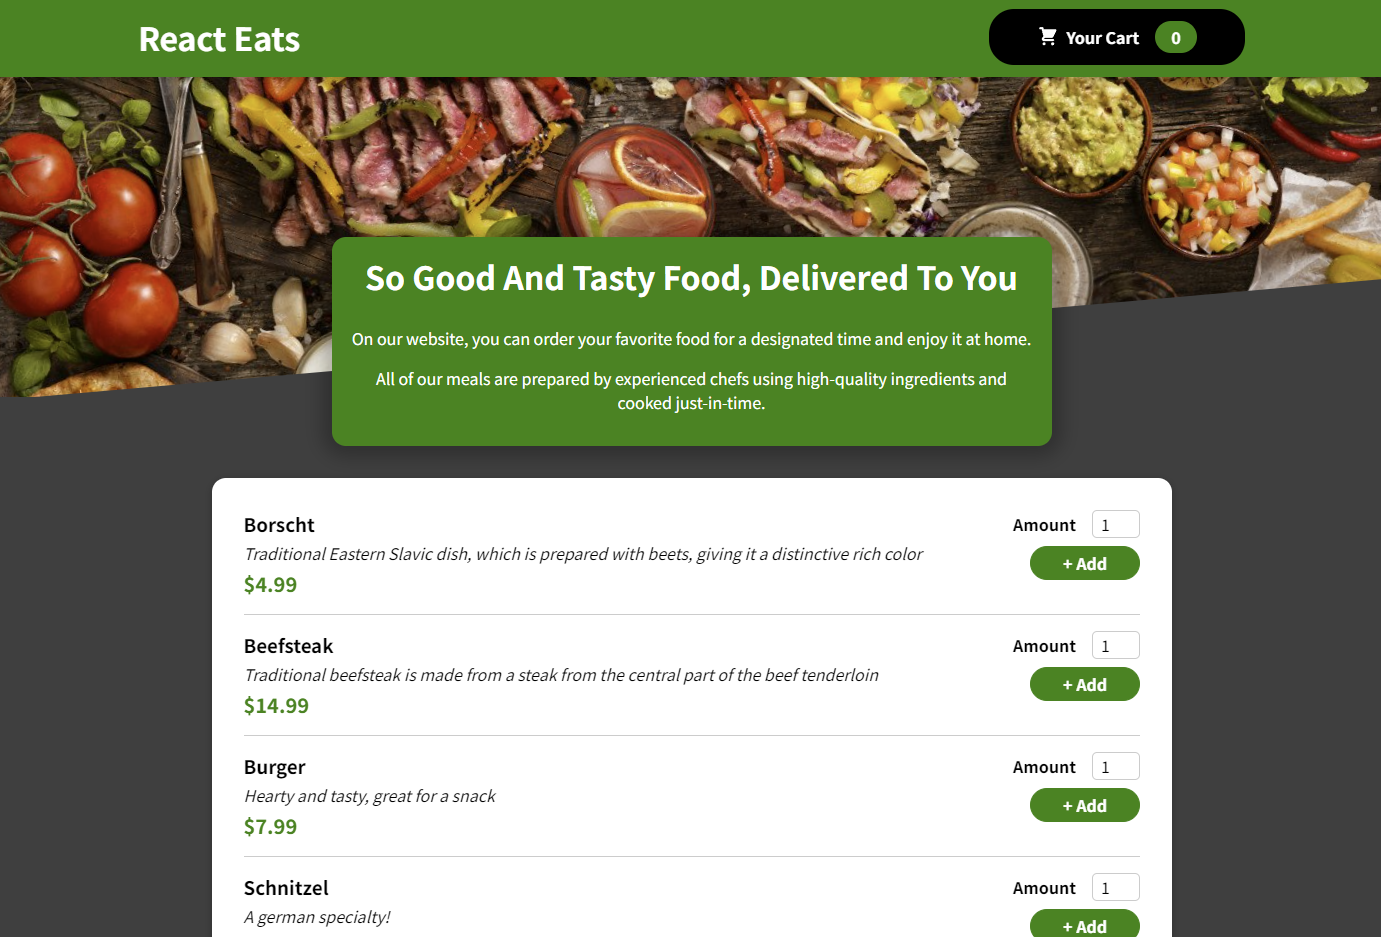 React Eats
Your Cart 0
So Good And Tasty Food, Delivered To You
On our website, you can order your favorite food for a designated time and enjoy it at home.
All of our meals are prepared by experienced chefs using high-quality ingredients and
cooked just-in-time.
Borscht
Traditional Eastern Slavic dish, which is prepared with beets, giving it a distinctive rich color
$4.99
Amount 1
+ Add
Beefsteak
Traditional beefsteak is made from a steak from the central part of the beef tenderloin
$14.99
Amount 1
+ Add
Burger
Hearty and tasty, great for a snack
$7.99
Amount 1
+ Add
Schnitzel
A german specialty!
Amount 1
+ Add